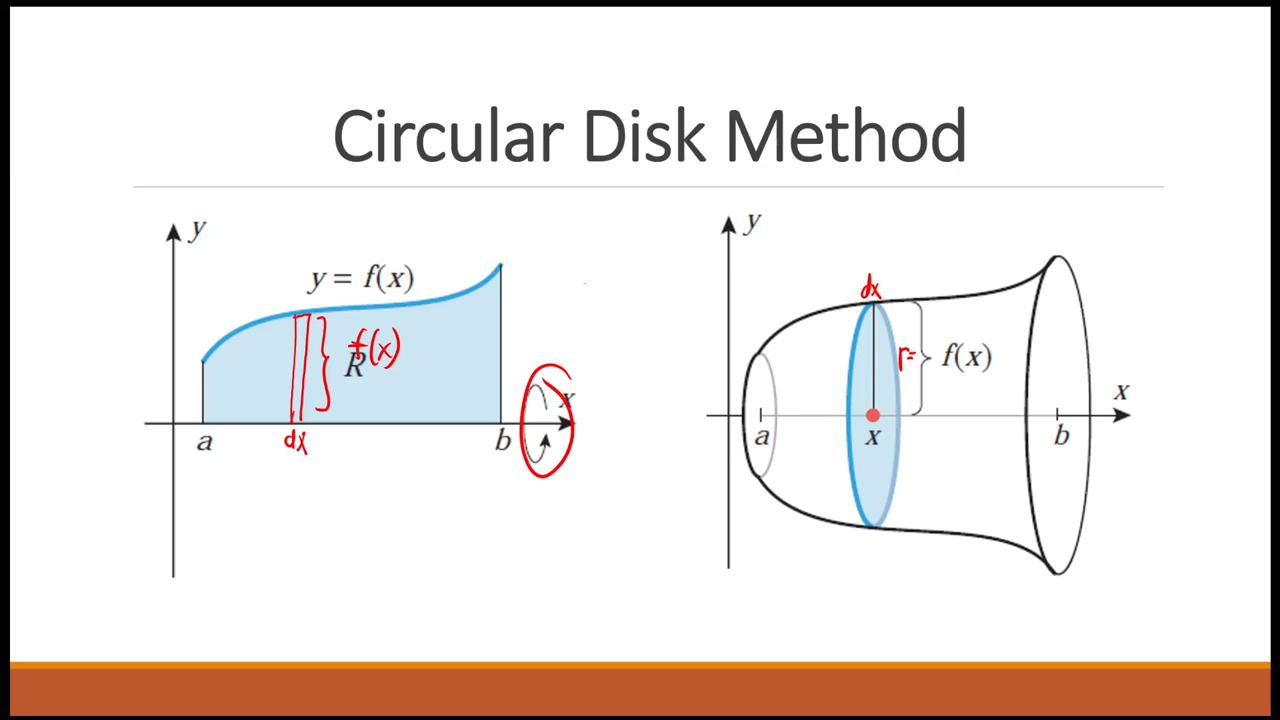 Circular Disk Method
y
y = f(x)
f(x)
R
x
a
dx
b
y
dx
r=
f(x)
x
a
x
b